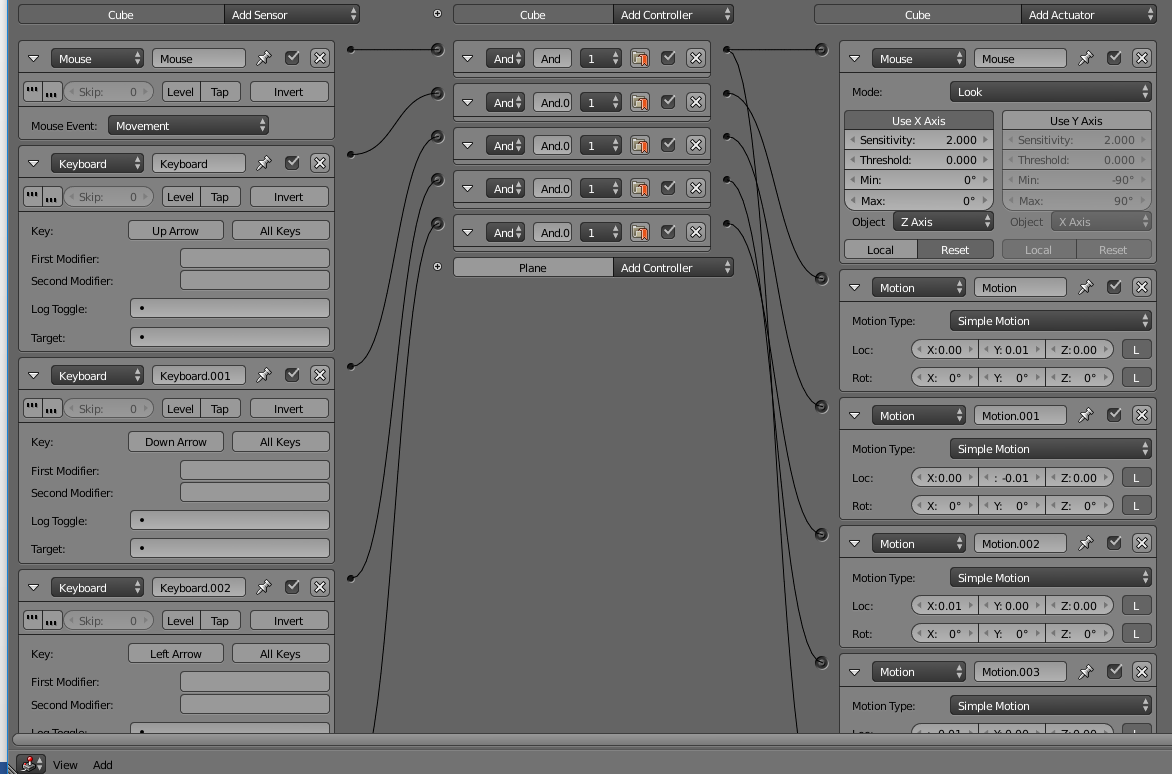 Cube Add Sensor
Mouse Mouse
Skip: 0 Level Tap Invert
Mouse Event: Movement
Keyboard Keyboard
Skip: 0 Level Tap Invert
Key: Up Arrow All Keys
First Modifier:
Second Modifier:
Log Toggle:
Target:
Keyboard Keyboard.001
Skip: 0 Level Tap Invert
Key: Down Arrow All Keys
First Modifier:
Second Modifier:
Log Toggle:
Target:
Keyboard Keyboard.002
Skip: 0 Level Tap Invert
Key: Left Arrow All Keys
First Modifier:
Second Modifier:
Log Toggle:
Cube Add Controller
And And 1
And And.0 1
And And.0 1
And And.0 1
And And.0 1
Plane Add Controller
Cube Add Actuator
Mouse Mouse
Mode: Look
Use X Axis Use Y Axis
Sensitivity: 2.000 Sensitivity: 2.000
Threshold: 0.000 Threshold: 0.000
Min: 0° Min: -90°
Max: 0° Max: 90°
Object Z Axis Object X Axis
Local Reset Local Reset
Motion Motion
Motion Type: Simple Motion
Loc: X:0.00 Y: 0.01 Z:0.00 L
Rot: X: 0° Y: 0° Z: 0° L
Motion Motion.001
Motion Type: Simple Motion
Loc: X:0.00 : -0.01 Z:0.00 L
Rot: X: 0° Y: 0° Z: 0° L
Motion Motion.002
Motion Type: Simple Motion
Loc: X:0.01 Y: 0.00 Z:0.00 L
Rot: X: 0° Y: 0° Z: 0° L
Motion Motion.003
Motion Type: Simple Motion
View Add